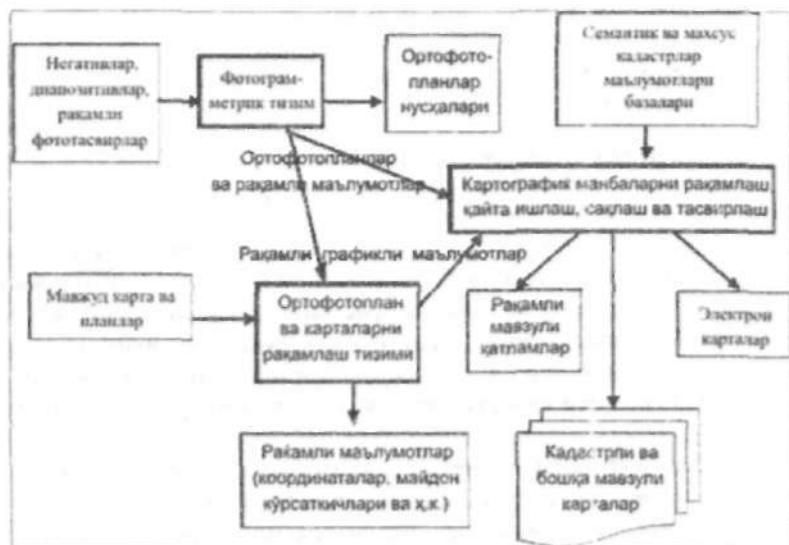 Негативлар,
диапозитивлар,
рақамли
фототасвирлар
Фотограм-
метрик тизим
Ортофото-
планлар
нусхалари
Семантик ва махсус
кадастрлар
маълумотлари
базалари
Ортофотопландар
ва рақамли маълумотлар
Картографик манбаларни рақамлаш,
қайта ишлаш, сақлаш ва тасвирлаш
Рақамли графикли маълумотлар
Мавжуд карта ва
планлар
Ортофотоплан
ва карталарни
рақамлаш тизими
Рақамли
мавзули
қатламлар
Электрон
карталар
Рақамли маълумотлар
(координаталар, майдон
кўрсаткичлари ва ҳ.к.)
Кадастрли ва
бошқа мавзули
карталар